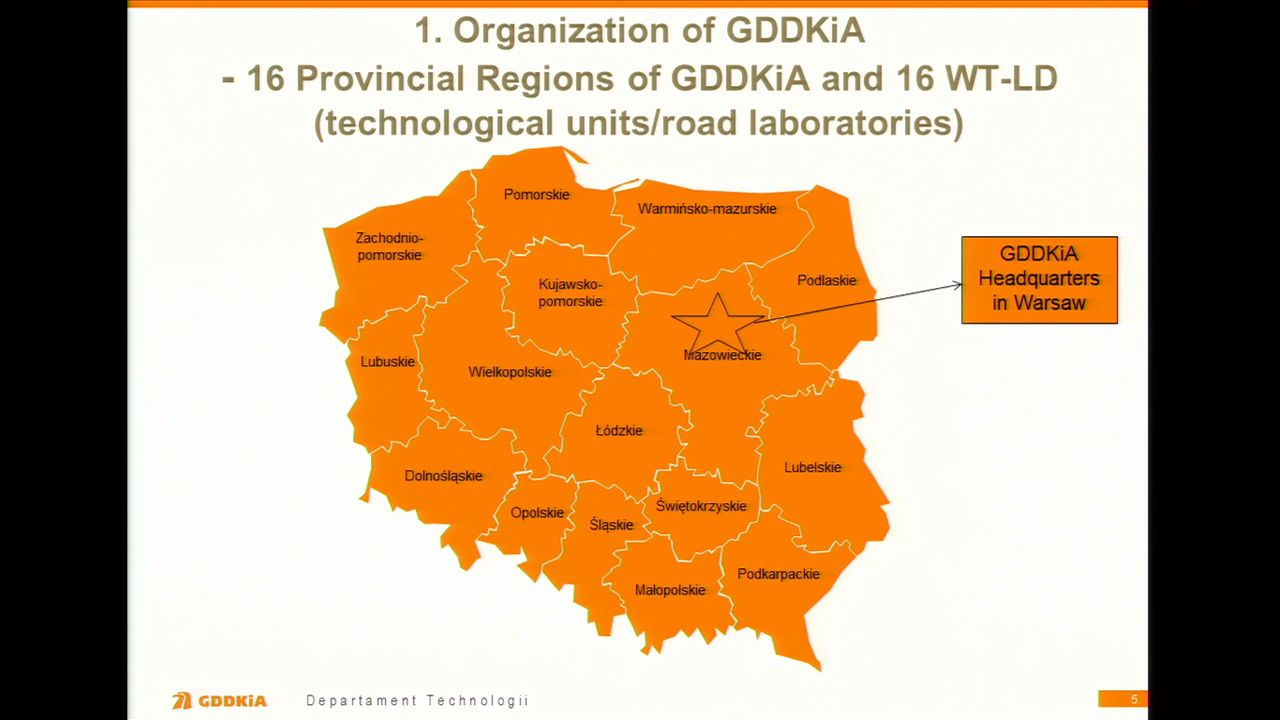 1. Organization of GDDKiA
- 16 Provincial Regions of GDDKiA and 16 WT-LD
(technological units/road laboratories)
Pomorskie
Warmińsko-mazurskie
Zachodnio-
pomorskie
GDDKiA
Headquarters
in Warsaw
Kujawsko-
pomorskie
Podlaskie
Mazowieckie
Lubuskie
Wielkopolskie
Łódzkie
Lubelskie
Dolnośląskie
Opolskie
Śląskie
Świętokrzyskie
Małopolskie
Podkarpackie
GDDKiA
Departament Technologii
5